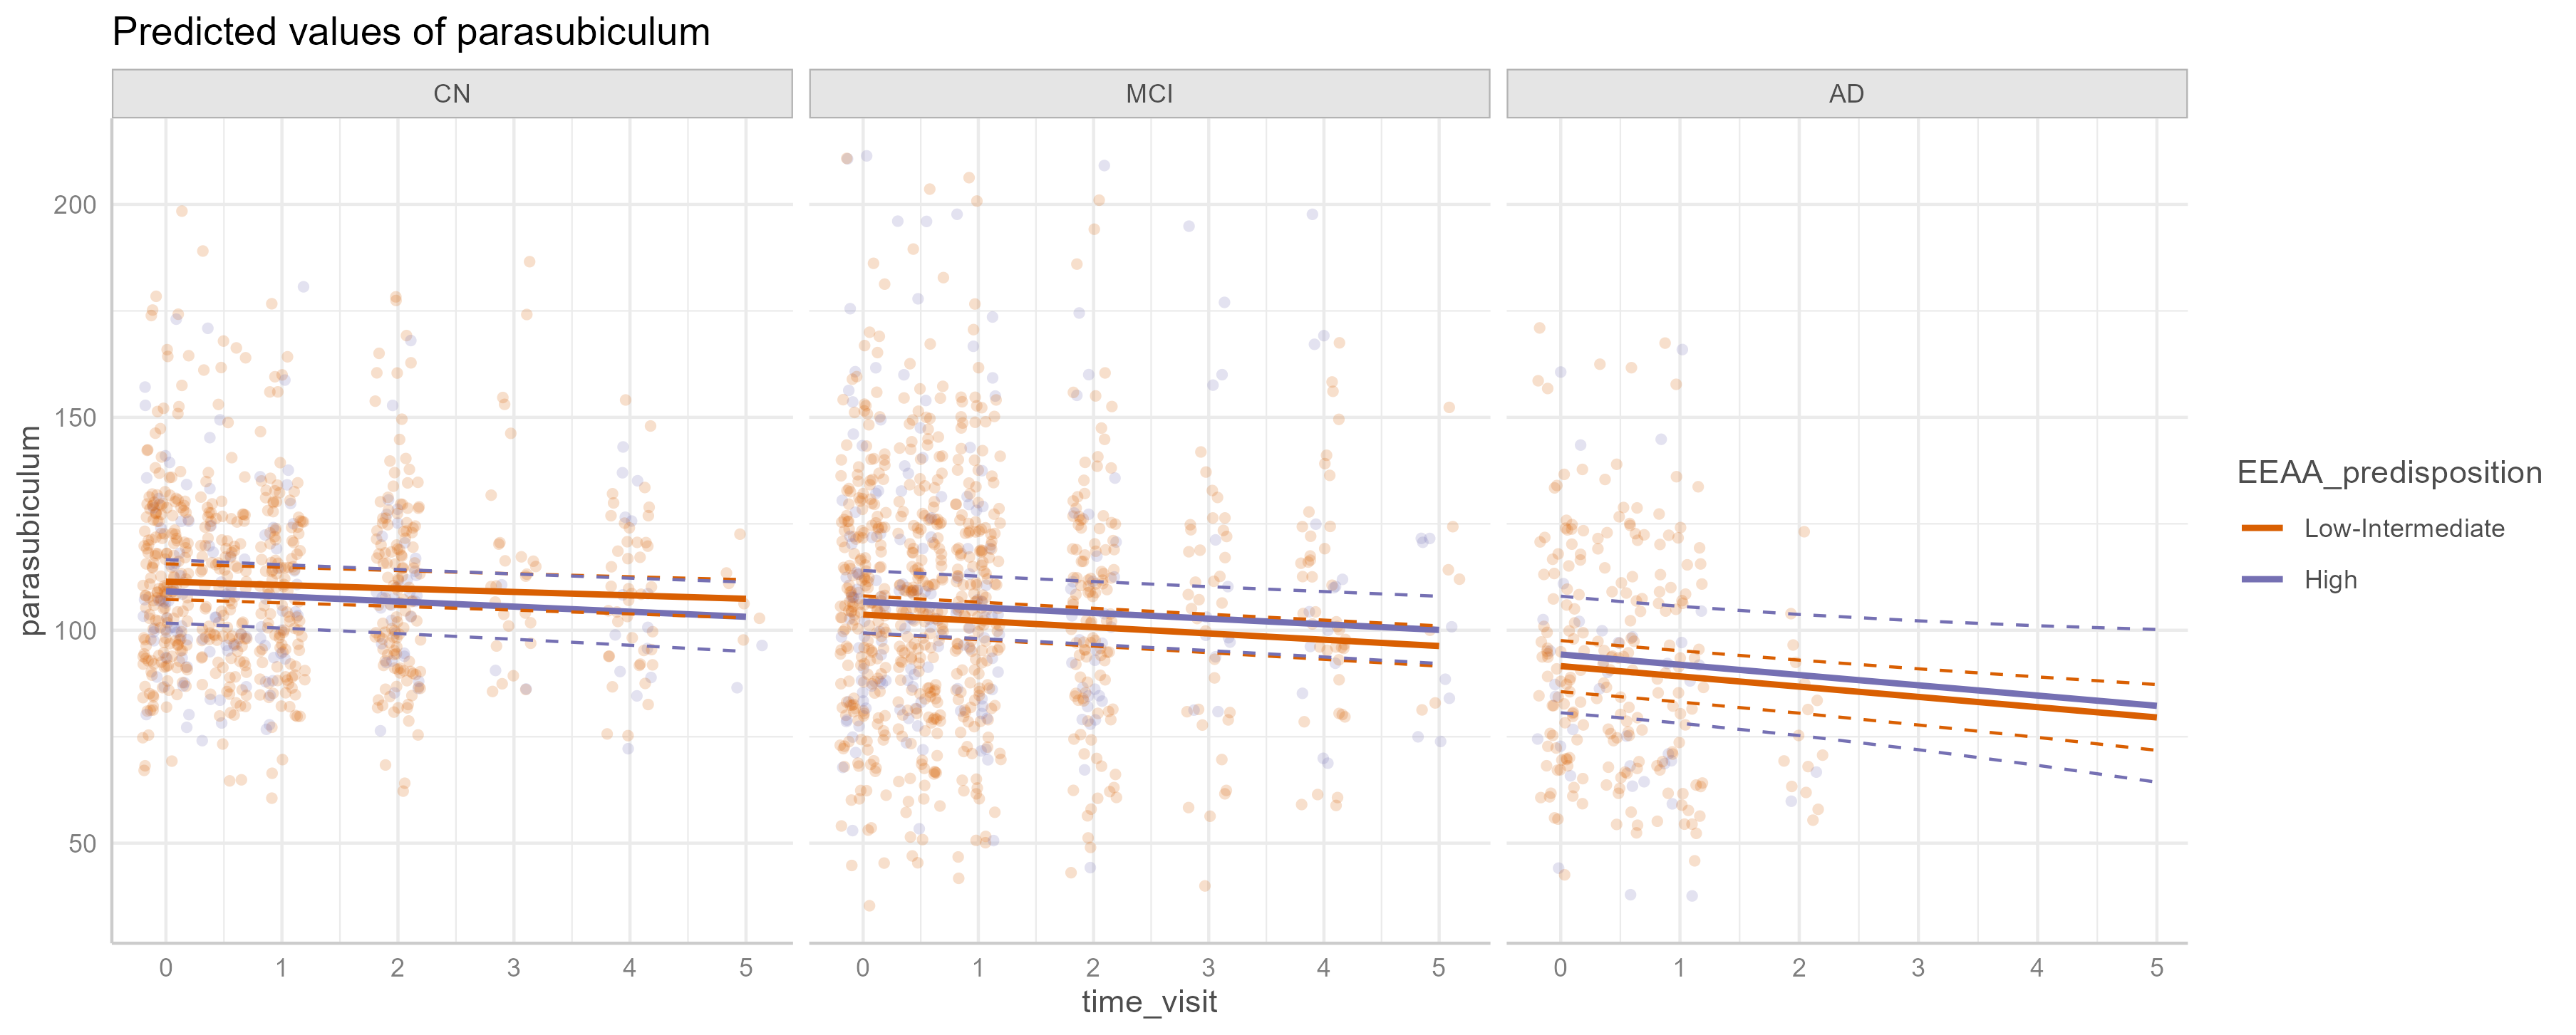 Predicted values of parasubiculum
CN
MCI
AD
parasubiculum
200
150
100
50
0 1 2 3 4 5
0 1 2 3 4 5
0 1 2 3 4 5
time_visit
EEAA_predisposition
Low-Intermediate
High